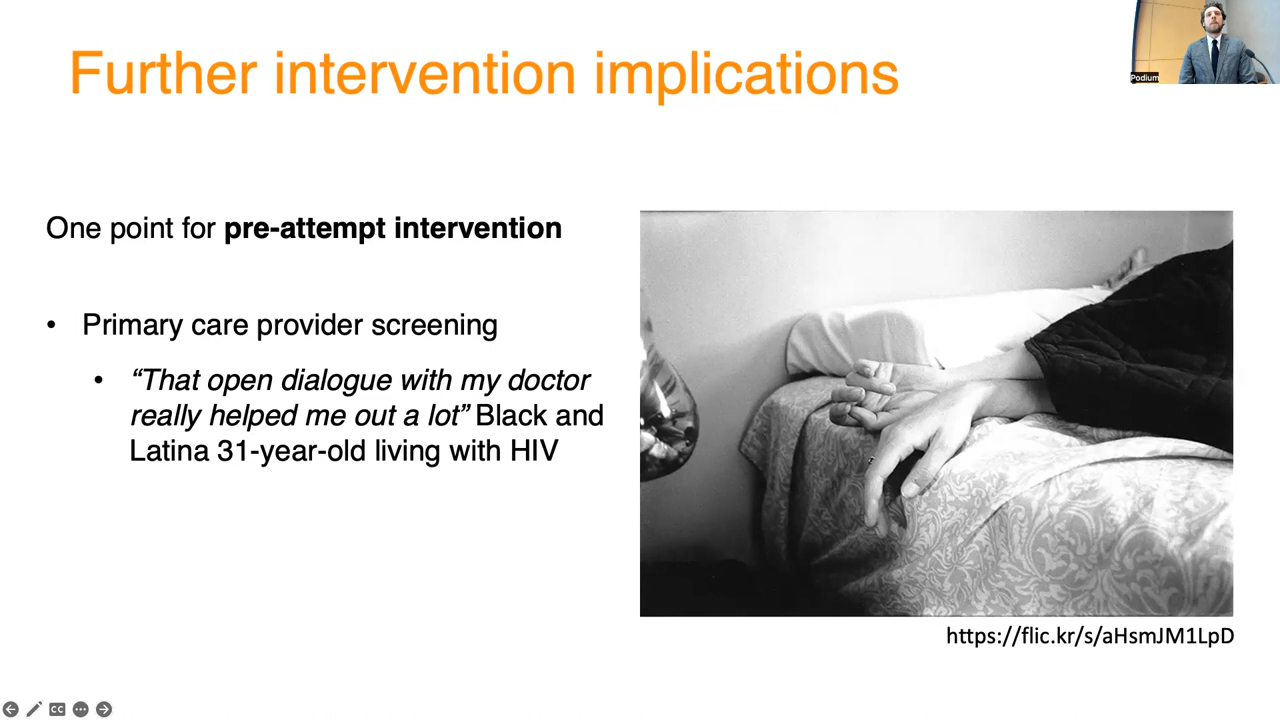 Further intervention implications
Podium
One point for pre-attempt intervention
• Primary care provider screening
• “That open dialogue with my doctor
really helped me out a lot” Black and
Latina 31-year-old living with HIV
https://flic.kr/s/aHsmJM1LpD
CC